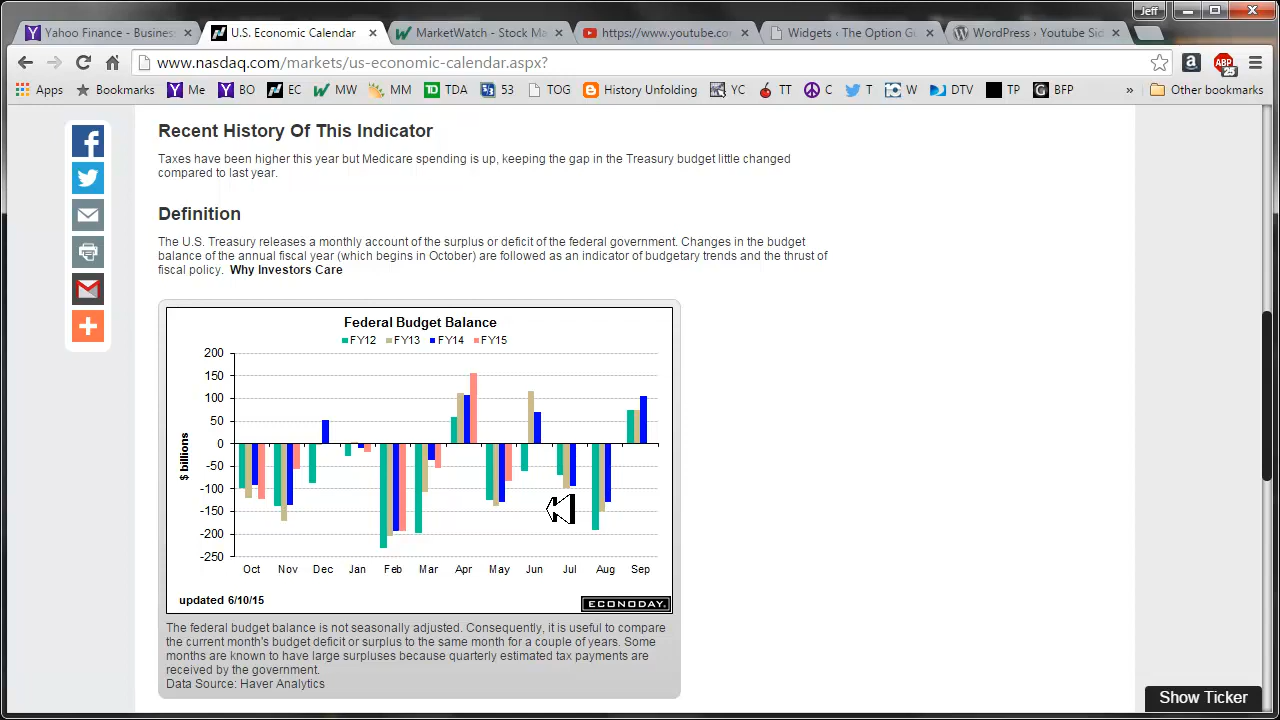 Jeff
Yahoo Finance - Business
U.S. Economic Calendar
MarketWatch - Stock Ma
https://www.youtube.co
Widgets ‹ The Option Gu
WordPress › Youtube Sid
www.nasdaq.com/markets/us-economic-calendar.aspx?
ABP
25
Apps Bookmarks Me BO EC MW MM TDA 53 TOG History Unfolding YC TT C T W DTV TP BFP » Other bookmarks
Recent History Of This Indicator
Taxes have been higher this year but Medicare spending is up, keeping the gap in the Treasury budget little changed
compared to last year.
Definition
The U.S. Treasury releases a monthly account of the surplus or deficit of the federal government. Changes in the budget
balance of the annual fiscal year (which begins in October) are followed as an indicator of budgetary trends and the thrust of
fiscal policy. Why Investors Care
Federal Budget Balance
FY12 FY13 FY14 FY15
200
150
100
50
0
-50
-100
-150
-200
-250
$ billions
Oct Nov Dec Jan Feb Mar Apr May Jun Jul Aug Sep
updated 6/10/15
ECONODAY.
The federal budget balance is not seasonally adjusted. Consequently, it is useful to compare
the current month's budget deficit or surplus to the same month for a couple of years. Some
months are known to have large surpluses because quarterly estimated tax payments are
received by the government.
Data Source: Haver Analytics
Show Ticker